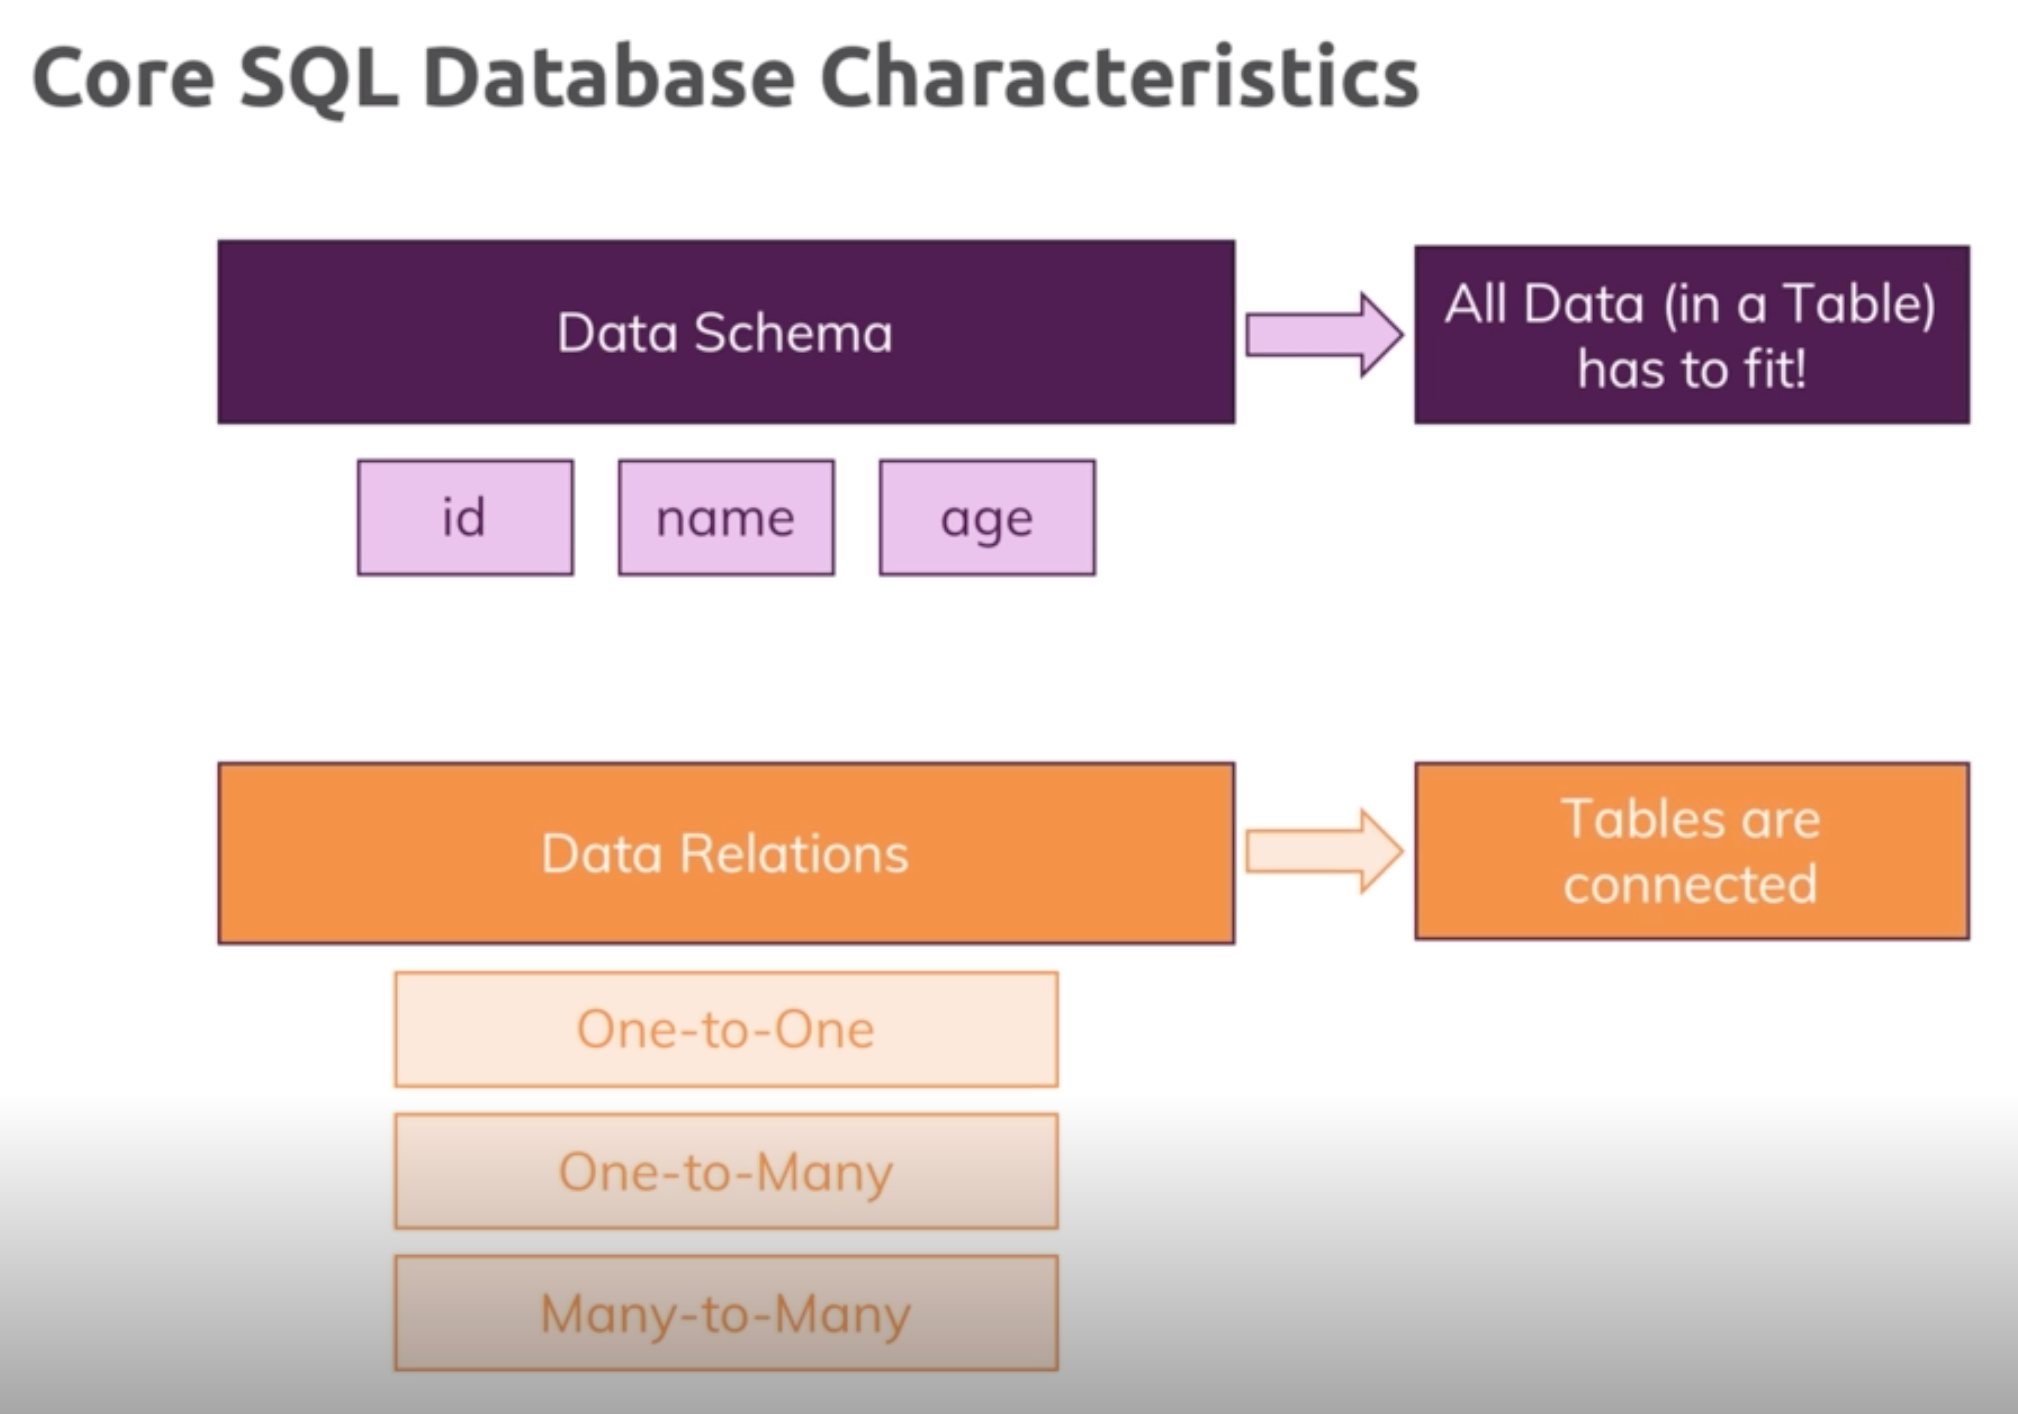 Core SQL Database Characteristics
Data Schema
All Data (in a Table)
has to fit!
id
name
age
Data Relations
Tables are
connected
One-to-One
One-to-Many
Many-to-Many